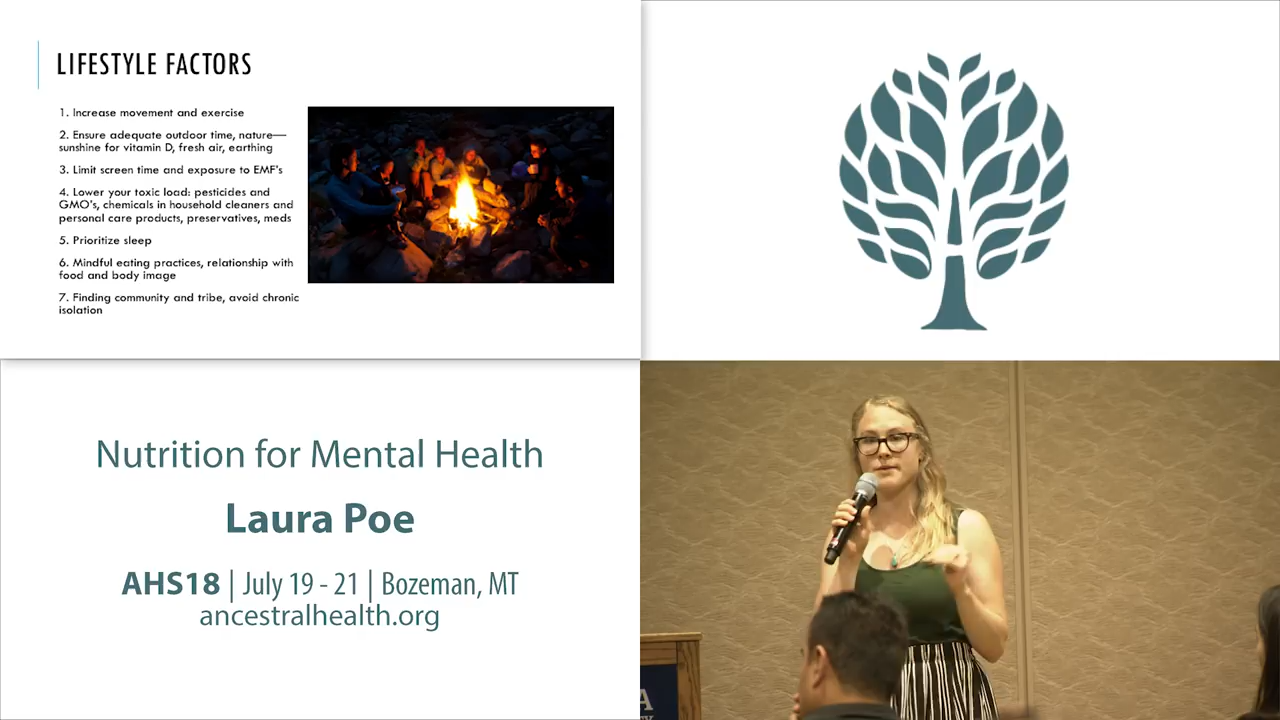 LIFESTYLE FACTORS
1. Increase movement and exercise
2. Ensure adequate outdoor time, nature—
sunshine for vitamin D, fresh air, earthing
3. Limit screen time and exposure to EMF's
4. Lower your toxic load: pesticides and
GMO's, chemicals in household cleaners and
personal care products, preservatives, meds
5. Prioritize sleep
6. Mindful eating practices, relationship with
food and body image
7. Finding community and tribe, avoid chronic
isolation
Nutrition for Mental Health
Laura Poe
AHS18 | July 19 - 21 | Bozeman, MT
ancestralhealth.org